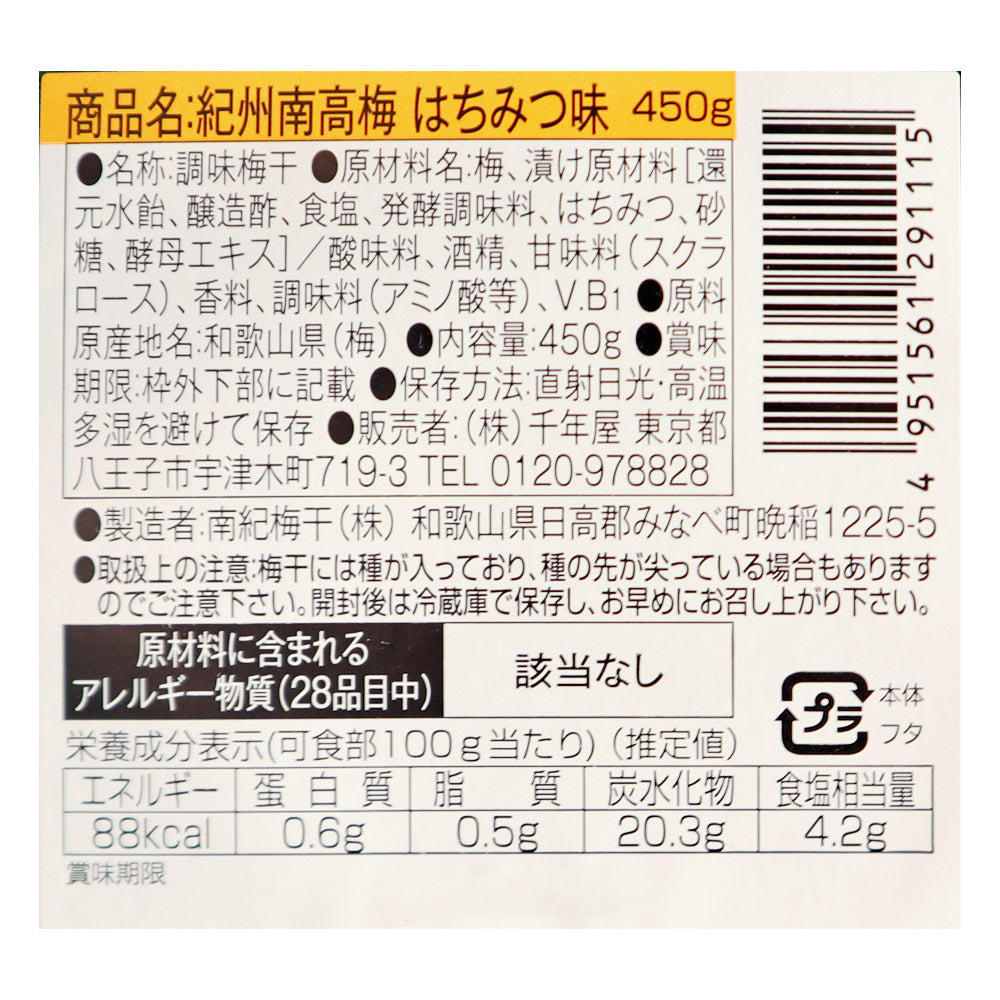 商品名:紀州南高梅 はちみつ味 450g
●名称:調味梅干 ●原材料名:梅、漬け原材料[還
元水飴、醸造酢、食塩、発酵調味料、はちみつ、砂
糖、酵母エキス]/酸味料、酒精、甘味料(スクラ
ロース)、香料、調味料(アミノ酸等)、V.B1 ●原料
原産地名:和歌山県(梅) ●内容量:450g ●賞味
期限:枠外下部に記載 ●保存方法:直射日光・高温
多湿を避けて保存 ●販売者:(株)千年屋 東京都
八王子市宇津木町719-3 TEL 0120-978828
4 951561 291115
●製造者:南紀梅干(株) 和歌山県日高郡みなべ町晩稲1225-5
●取扱上の注意:梅干には種が入っており、種の先が尖っている場合もあります
のでご注意下さい。開封後は冷蔵庫で保存し、お早めにお召し上がり下さい。
原材料に含まれる
アレルギー物質(28品目中)
該当なし
プラ
本体
フタ
栄養成分表示(可食部100g当たり)(推定値)
エネルギー 蛋白質 脂質 炭水化物 食塩相当量
88kcal 0.6g 0.5g 20.3g 4.2g
賞味期限